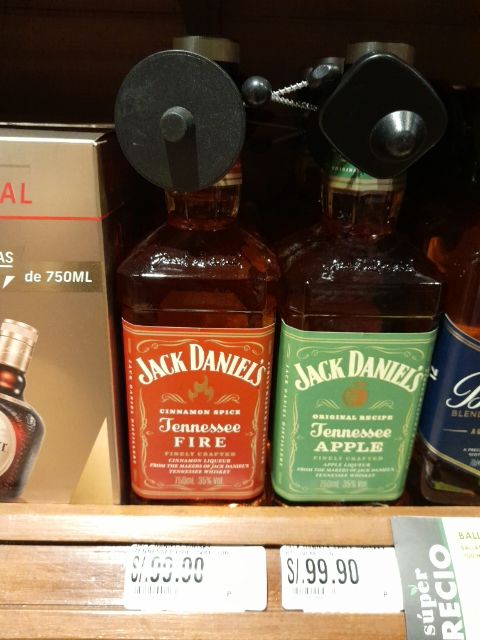 AL
AS
de 750ML
JACK DANIEL'S
CINNAMON SPICE
Tennessee
FIRE
FINELY CRAFTED
CINNAMON LIQUEUR
FROM THE MAKERS OF JACK DANIEL'S
TENNESSEE WHISKEY
750mL 35% Vol.
JACK DANIEL'S
ORIGINAL RECIPE
Tennessee
APPLE
FINELY CRAFTED
APPLE LIQUEUR
FROM THE MAKERS OF JACK DANIEL'S
TENNESSEE WHISKEY
750mL 35% Vol.
B
BLEN
S/.99.90
P
S/.99.90
P
súper
RECIO
BALL